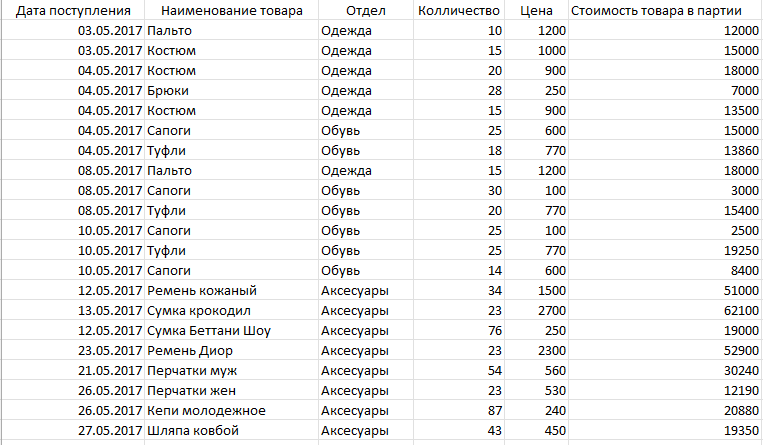 Дата поступления Наименование товара Отдел Колличество Цена Стоимость товара в партии
03.05.2017 Пальто Одежда 10 1200 12000
03.05.2017 Костюм Одежда 15 1000 15000
04.05.2017 Костюм Одежда 20 900 18000
04.05.2017 Брюки Одежда 28 250 7000
04.05.2017 Костюм Одежда 15 900 13500
04.05.2017 Сапоги Обувь 25 600 15000
04.05.2017 Туфли Обувь 18 770 13860
08.05.2017 Пальто Одежда 15 1200 18000
08.05.2017 Сапоги Обувь 30 100 3000
08.05.2017 Туфли Обувь 20 770 15400
10.05.2017 Сапоги Обувь 25 100 2500
10.05.2017 Туфли Обувь 25 770 19250
10.05.2017 Сапоги Обувь 14 600 8400
12.05.2017 Ремень кожаный Аксесуары 34 1500 51000
13.05.2017 Сумка крокодил Аксесуары 23 2700 62100
12.05.2017 Сумка Беттани Шоу Аксесуары 76 250 19000
23.05.2017 Ремень Диор Аксесуары 23 2300 52900
21.05.2017 Перчатки муж Аксесуары 54 560 30240
26.05.2017 Перчатки жен Аксесуары 23 530 12190
26.05.2017 Кепи молодежное Аксесуары 87 240 20880
27.05.2017 Шляпа ковбой Аксесуары 43 450 19350